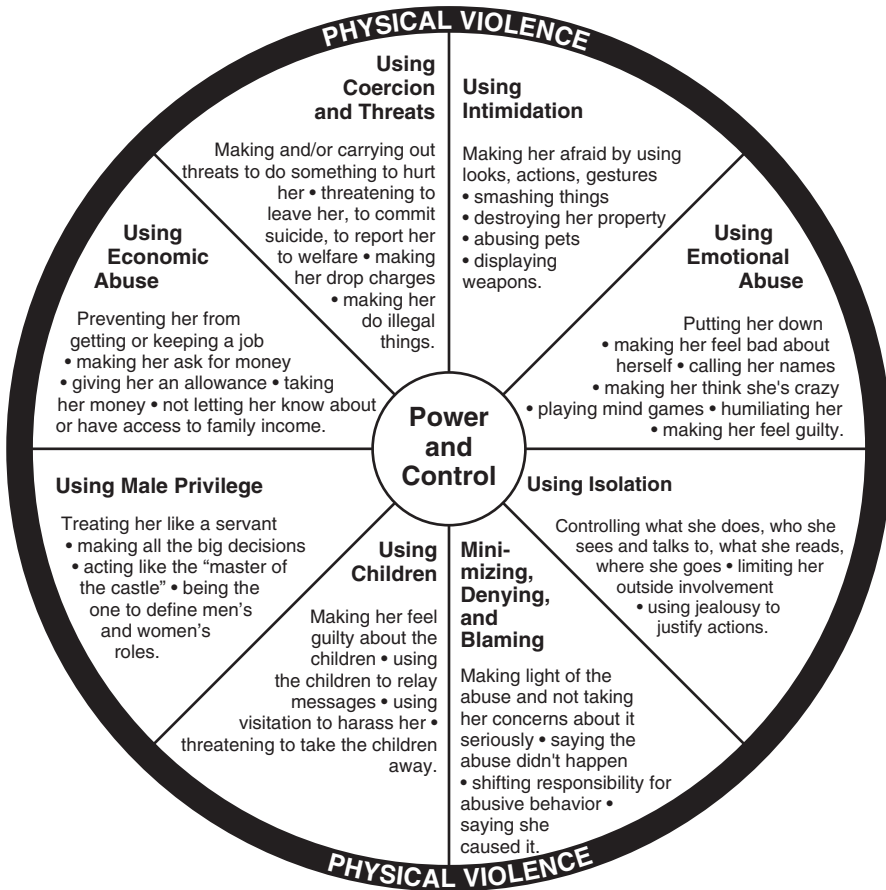 PHYSICAL VIOLENCE
Using
Coercion
and Threats
Making and/or carrying out
threats to do something to hurt
her • threatening to
leave her, to commit
suicide, to report her
to welfare • making
her drop charges
• making her
do illegal
things.
Using
Intimidation
Making her afraid by using
looks, actions, gestures
• smashing things
• destroying her property
• abusing pets
• displaying
weapons.
Using
Emotional
Abuse
Putting her down
• making her feel bad about
herself • calling her names
• making her think she's crazy
• playing mind games • humiliating her
• making her feel guilty.
Using Isolation
Controlling what she does, who she
sees and talks to, what she reads,
where she goes • limiting her
outside involvement
• using jealousy to
justify actions.
Mini-
mizing,
Denying,
and
Blaming
Making light of the
abuse and not taking
her concerns about it
seriously • saying the
abuse didn't happen
• shifting responsibility for
abusive behavior •
saying she
caused it.
Using
Children
Making her feel
guilty about the
children • using
the children to relay
messages • using
visitation to harass her •
threatening to take the children
away.
Using Male Privilege
Treating her like a servant
• making all the big decisions
• acting like the “master of
the castle” • being the
one to define men’s
and women’s
roles.
Using
Economic
Abuse
Preventing her from
getting or keeping a job
• making her ask for money
• giving her an allowance • taking
her money • not letting her know about
or have access to family income.
Power
and
Control
PHYSICAL VIOLENCE